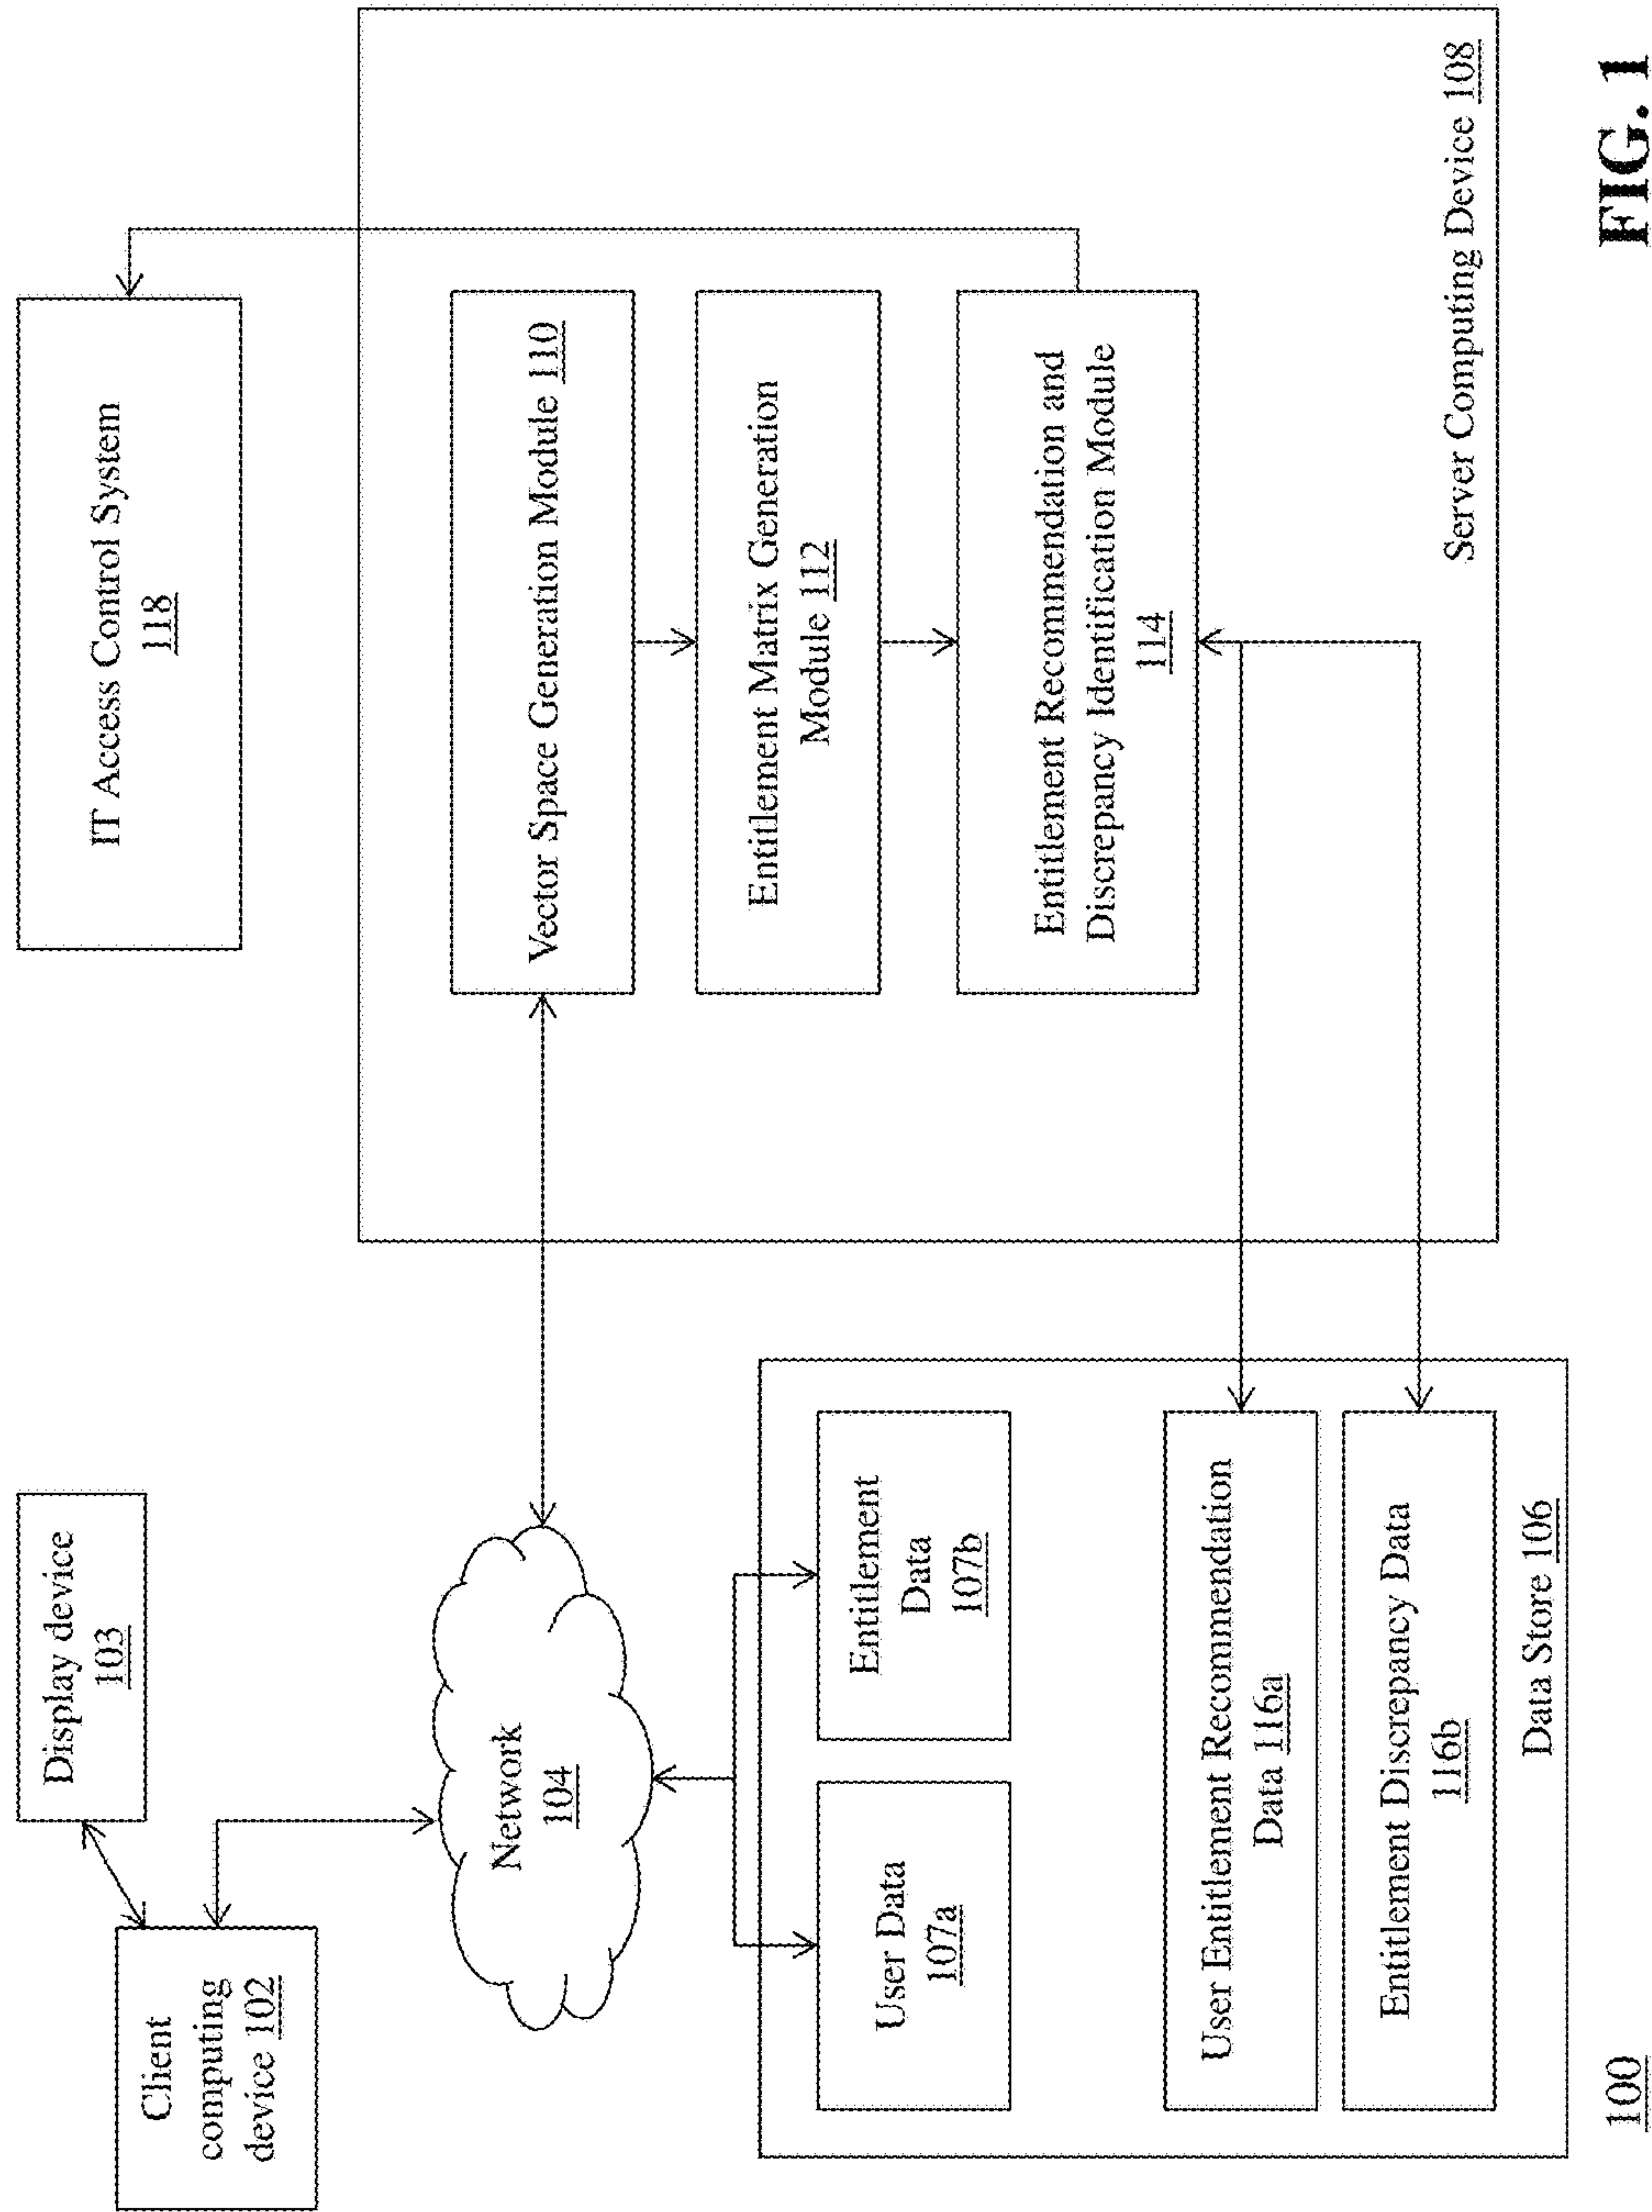 Client
computing
device 102
Display device
103
IT Access Control System
118
Network
104
Vector Space Generation Module 110
Entitlement Matrix Generation
Module 112
Entitlement Recommendation and
Discrepancy Identification Module
114
Server Computing Device 108
User Data
107a
Entitlement
Data
107b
User Entitlement Recommendation
Data 116a
Entitlement Discrepancy Data
116b
Data Store 106
100
FIG. 1